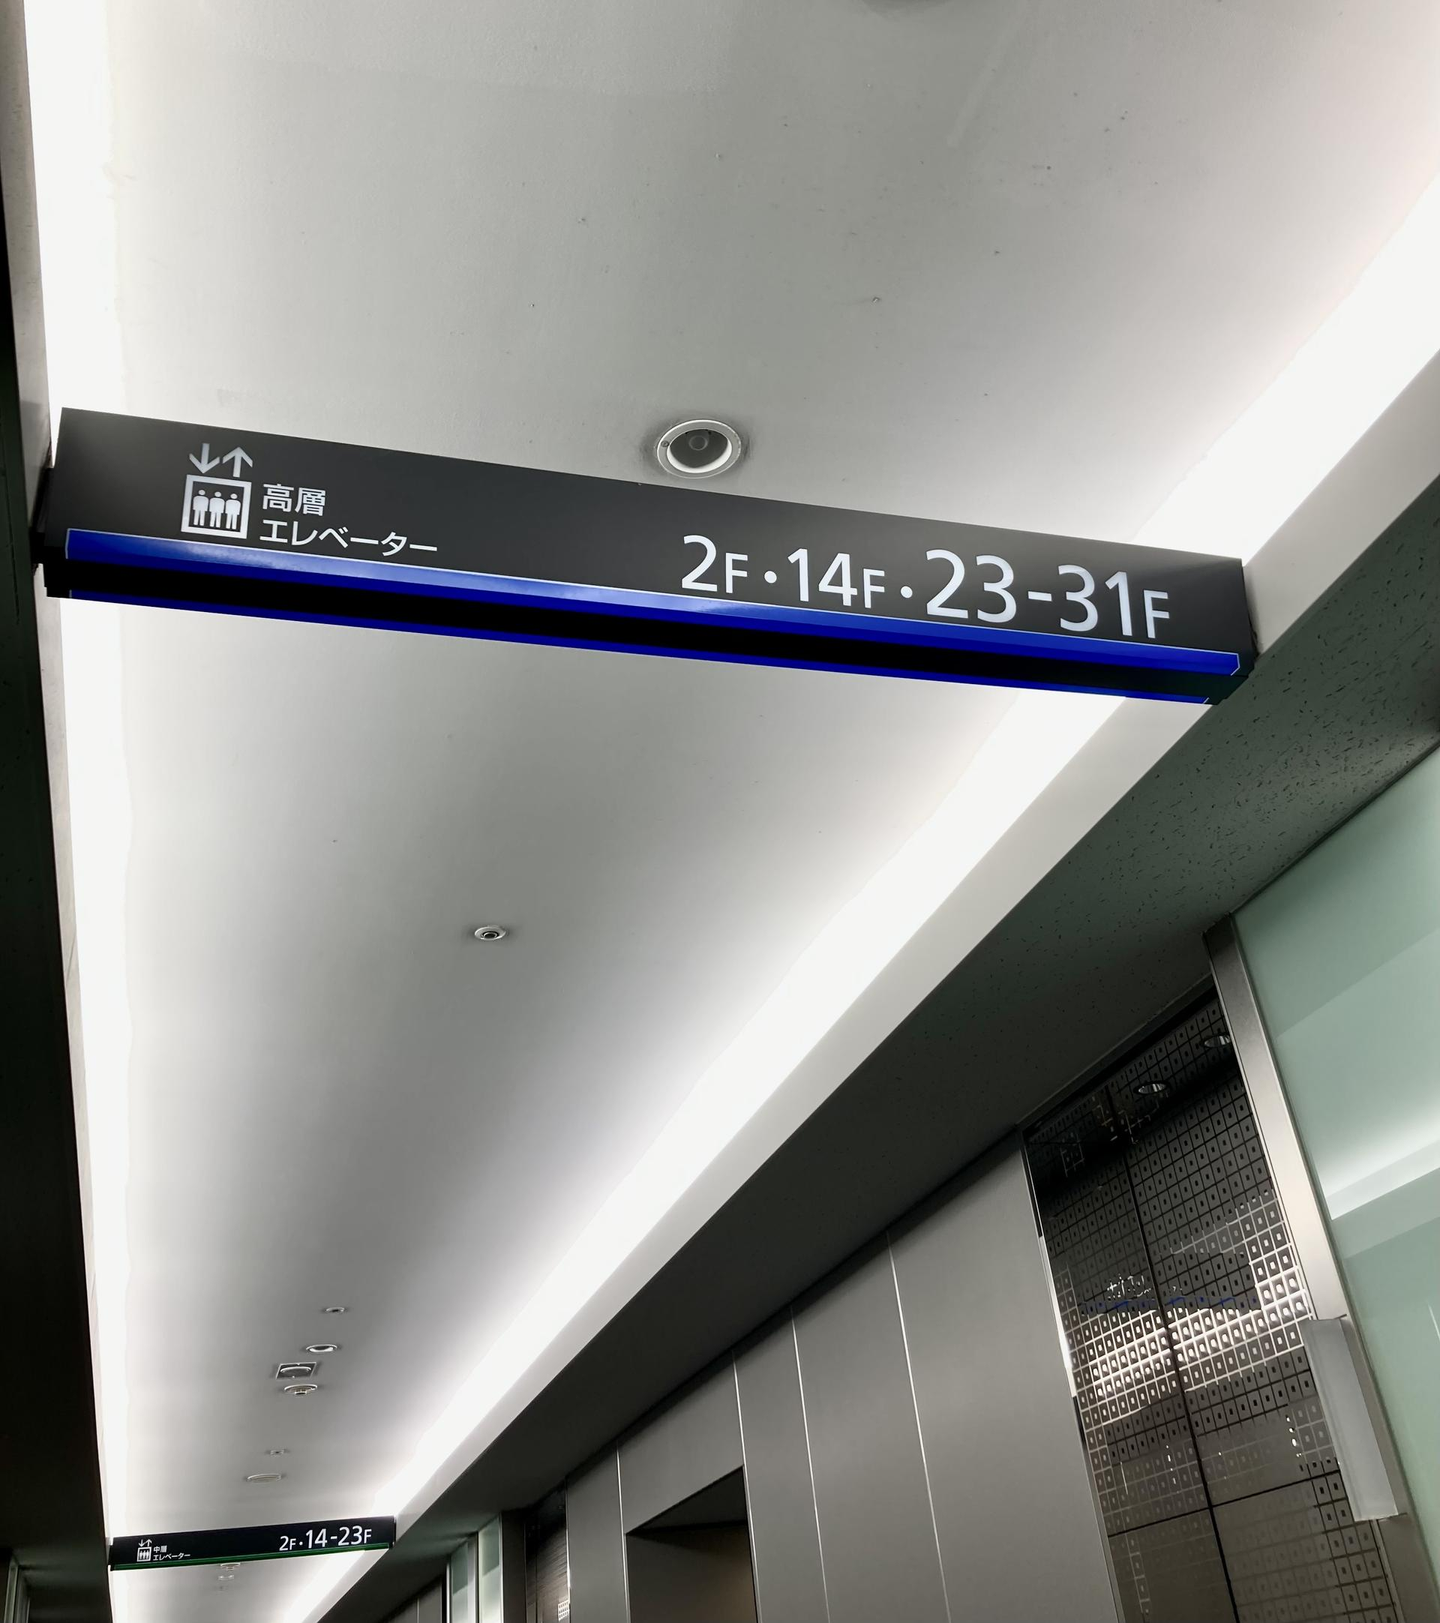 高層
エレベーター
2F・14F・23-31F
中層
エレベーター
2F・14-23F